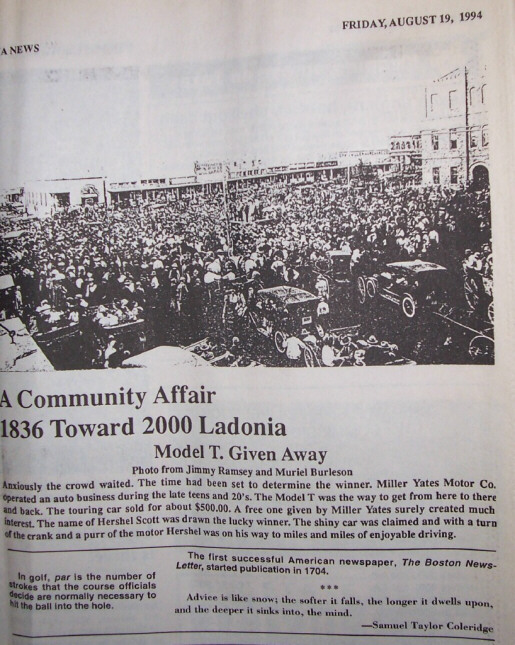 FRIDAY, AUGUST 19, 1994
A NEWS
A Community Affair
1836 Toward 2000 Ladonia
Model T. Given Away
Photo from Jimmy Ramsey and Muriel Burleson
Anxiously the crowd waited. The time had been set to determine the winner. Miller Yates Motor Co.
operated an auto business during the late teens and 20's. The Model T was the way to get from here to there
and back. The touring car sold for about $500.00. A free one given by Miller Yates surely created much
interest. The name of Hershel Scott was drawn the lucky winner. The shiny car was claimed and with a turn
of the crank and a purr of the motor Hershel was on his way to miles and miles of enjoyable driving.
In golf, par is the number of
strokes that the course officials
decide are normally necessary to
hit the ball into the hole.
The first successful American newspaper, The Boston News-
Letter, started publication in 1704.
***
Advice is like snow; the softer it falls, the longer it dwells upon,
and the deeper it sinks into, the mind.
—Samuel Taylor Coleridge